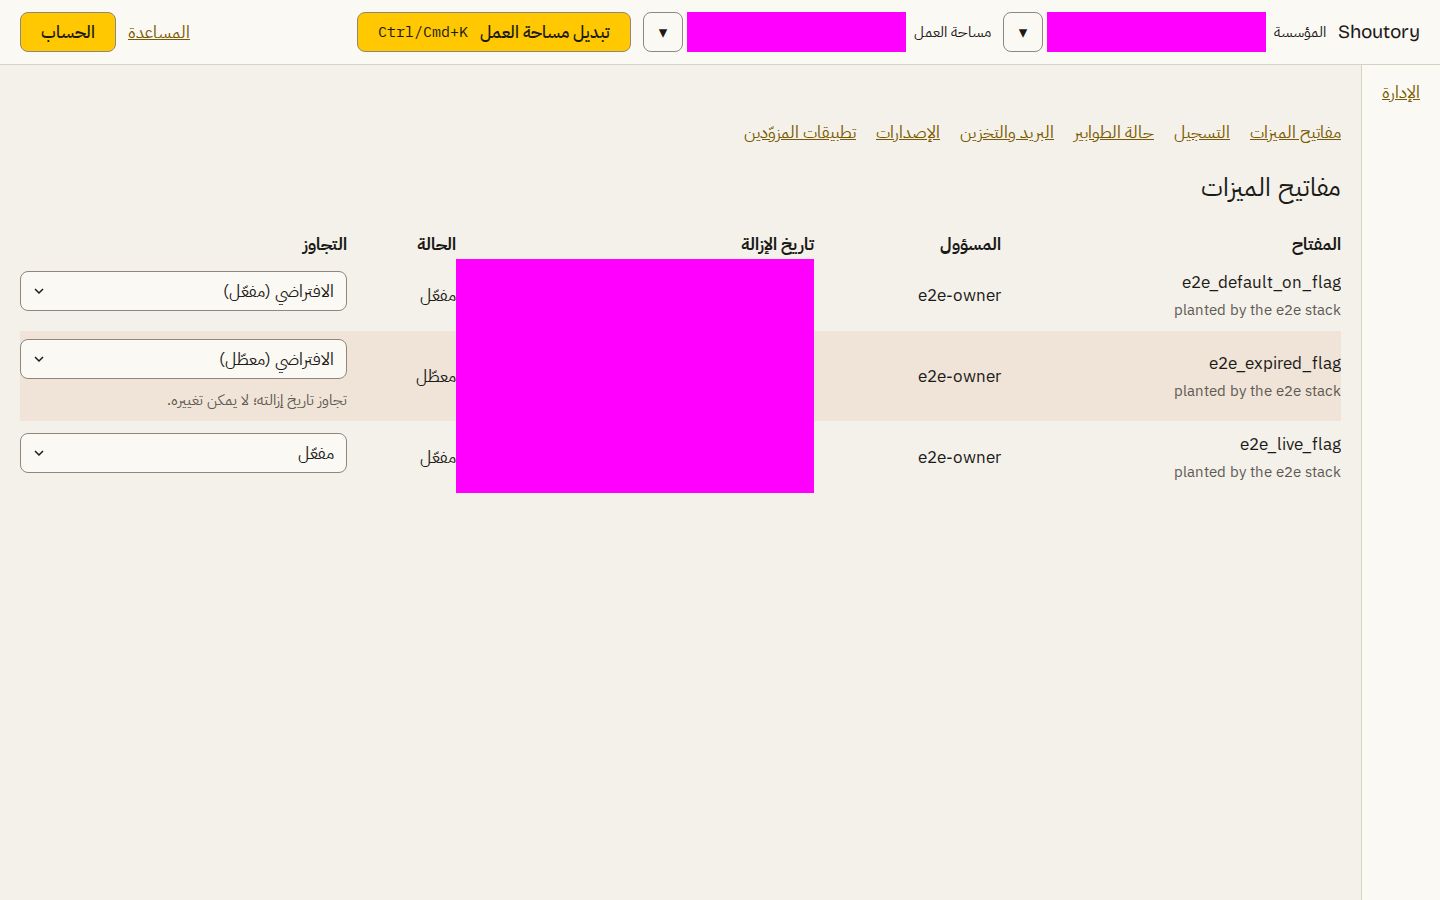 Shoutory
المؤسسة
▼
مساحة العمل
▼
تبديل مساحة العمل Ctrl/Cmd+K
المساعدة
الحساب
الإدارة
مفاتيح الميزات
التسجيل
حالة الطوابير
البريد والتخزين
الإصدارات
تطبيقات المزوّدين
مفاتيح الميزات
المفتاح
المسؤول
تاريخ الإزالة
الحالة
التجاوز
e2e_default_on_flag
planted by the e2e stack
e2e-owner
مفعّل
الافتراضي (مفعّل)
e2e_expired_flag
planted by the e2e stack
e2e-owner
معطّل
الافتراضي (معطّل)
تجاوز تاريخ إزالته؛ لا يمكن تغييره.
e2e_live_flag
planted by the e2e stack
e2e-owner
مفعّل
مفعّل